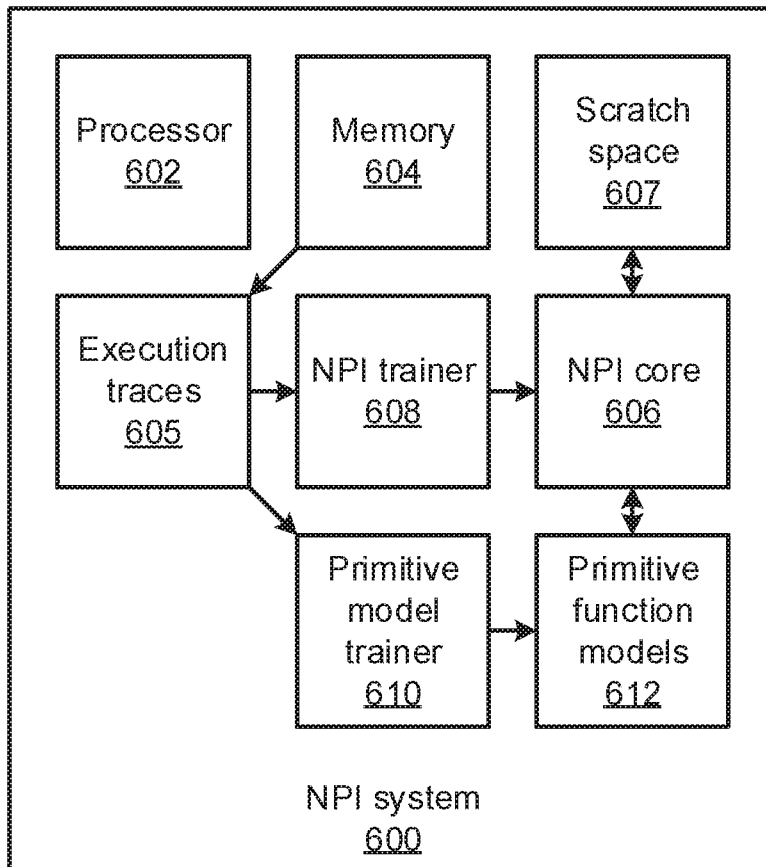 Processor
602
Memory
604
Scratch
space
607
Execution
traces
605
NPI trainer
608
NPI core
606
Primitive
model
trainer
610
Primitive
function
models
612
NPI system
600